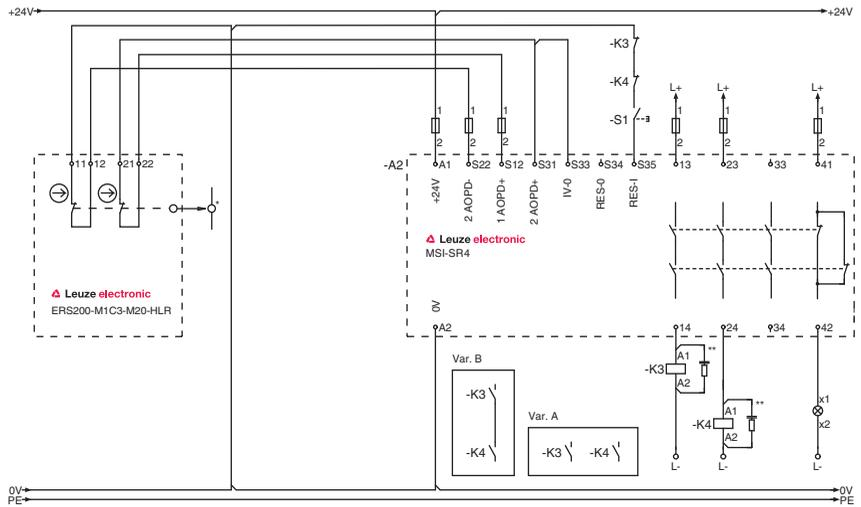 +24V +24V
-K3
-K4
-S1
L+ L+ L+
1 1 1 1 1 1
2 2 2 2 2 2
11 12 21 22
-A2 A1 S22 S12 S31 S33 S34 S35 13 23 33 41
+24V
2 AOPD-
1 AOPD+
2 AOPD+
IV-0
RES-0
RES-I
*
Leuze electronic
MSI-SR4
Leuze electronic
ERS200-M1C3-M20-HLR
0V
A2 14 24 34 42
Var. B
-K3
-K4
Var. A
-K3 -K4
-K3 A1 **
A2
-K4 A1 **
A2
x1
x2
L- L- L-
0V 0V
PE PE